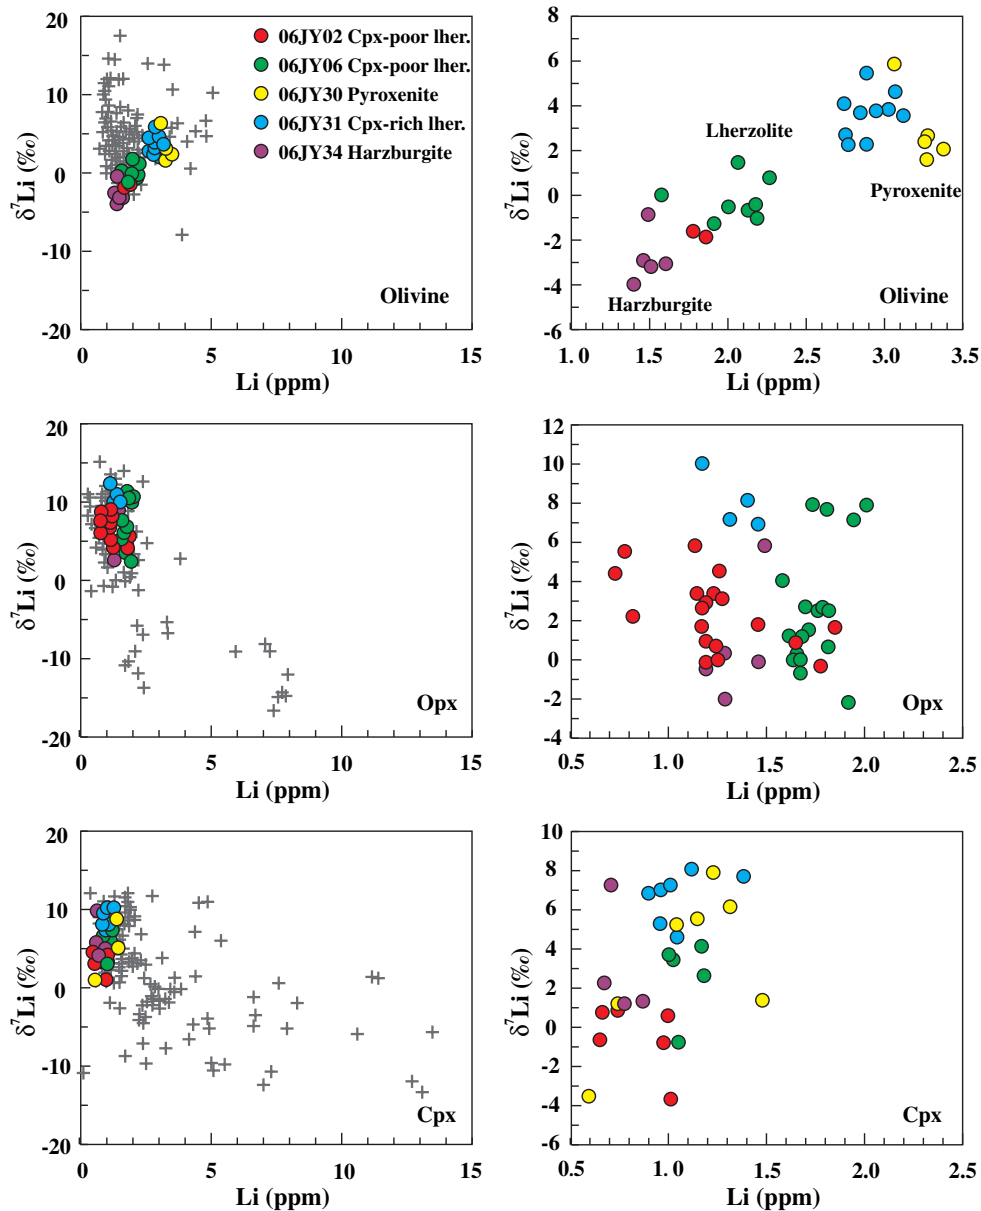 20
10
0
-10
-20
δ⁷Li (‰)
06JY02 Cpx-poor lher.
06JY06 Cpx-poor lher.
06JY30 Pyroxenite
06JY31 Cpx-rich lher.
06JY34 Harzburgite
Olivine
0 5 10 15
Li (ppm)
8
6
4
2
0
-2
-4
-6
δ⁷Li (‰)
Lherzolite
Pyroxenite
Harzburgite
Olivine
1. 0 1.5 2.0 2.5 3.0 3.5
Li (ppm)
20
10
0
-10
-20
δ⁷Li (‰)
Opx
0 5 10 15
Li (ppm)
12
10
8
6
4
2
0
-2
-4
δ⁷Li (‰)
Opx
0.5 1. 0 1.5 2.0 2.5
Li (ppm)
20
10
0
-10
-20
δ⁷Li (‰)
Cpx
0 5 10 15
Li (ppm)
10
8
6
4
2
0
-2
-4
-6
δ⁷Li (‰)
Cpx
0.5 1. 0 1.5 2.0 2.5
Li (ppm)